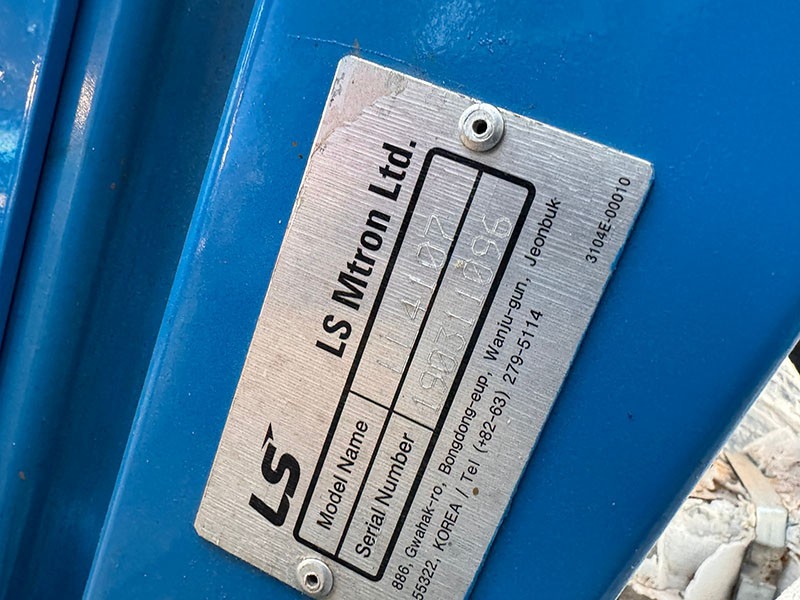 LS
LS Mtron Ltd.
Model Name
Serial Number 1903111096
886, Gwahak-ro, Bongdong-eup, Wanju-gun, Jeonbuk
55322, KOREA / Tel (+82-63) 279-5114
3104E-00010